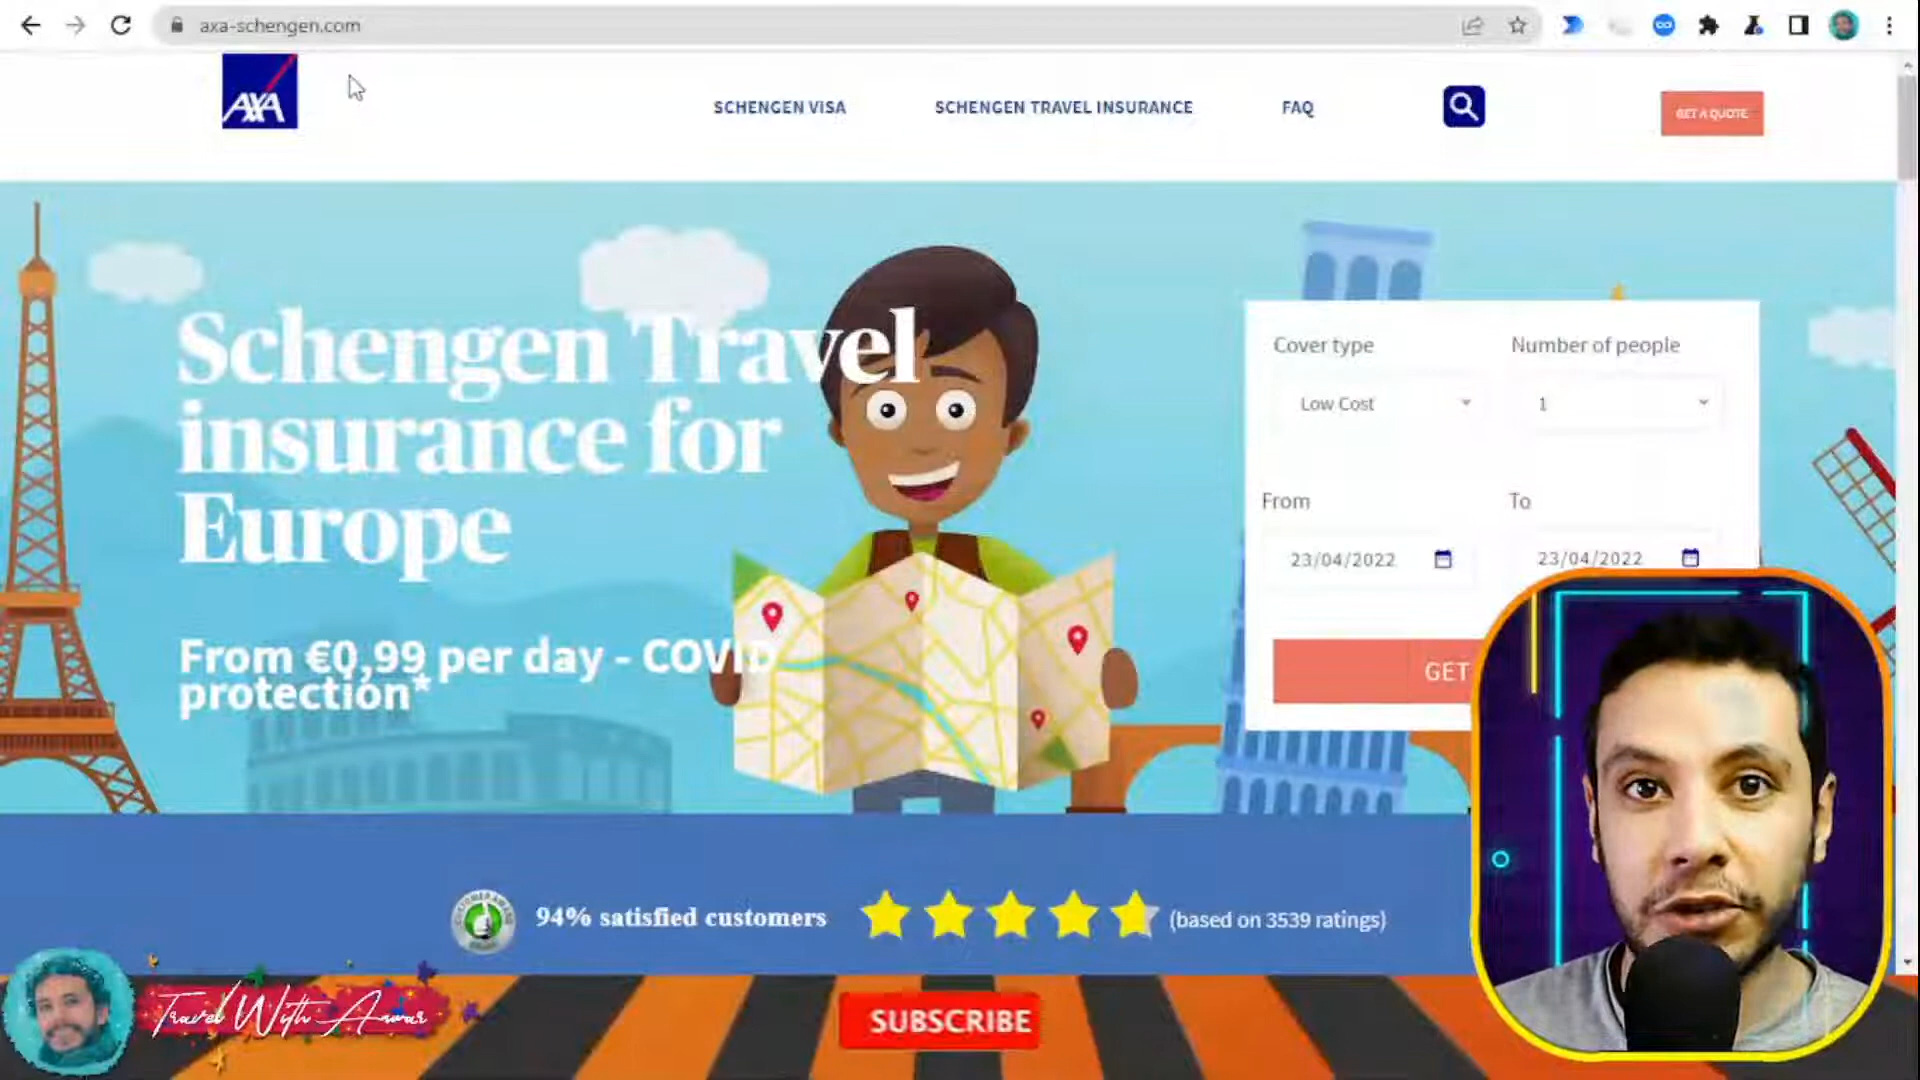 axa-schengen.com
AXA
SCHENGEN VISA
SCHENGEN TRAVEL INSURANCE
FAQ
GET A QUOTE
Schengen Travel
insurance for
Europe
From €0,99 per day - COVID
protection*
Cover type
Number of people
Low Cost
1
From
To
23/04/2022
23/04/2022
GET
94% satisfied customers
(based on 3539 ratings)
Travel With Anwar
SUBSCRIBE